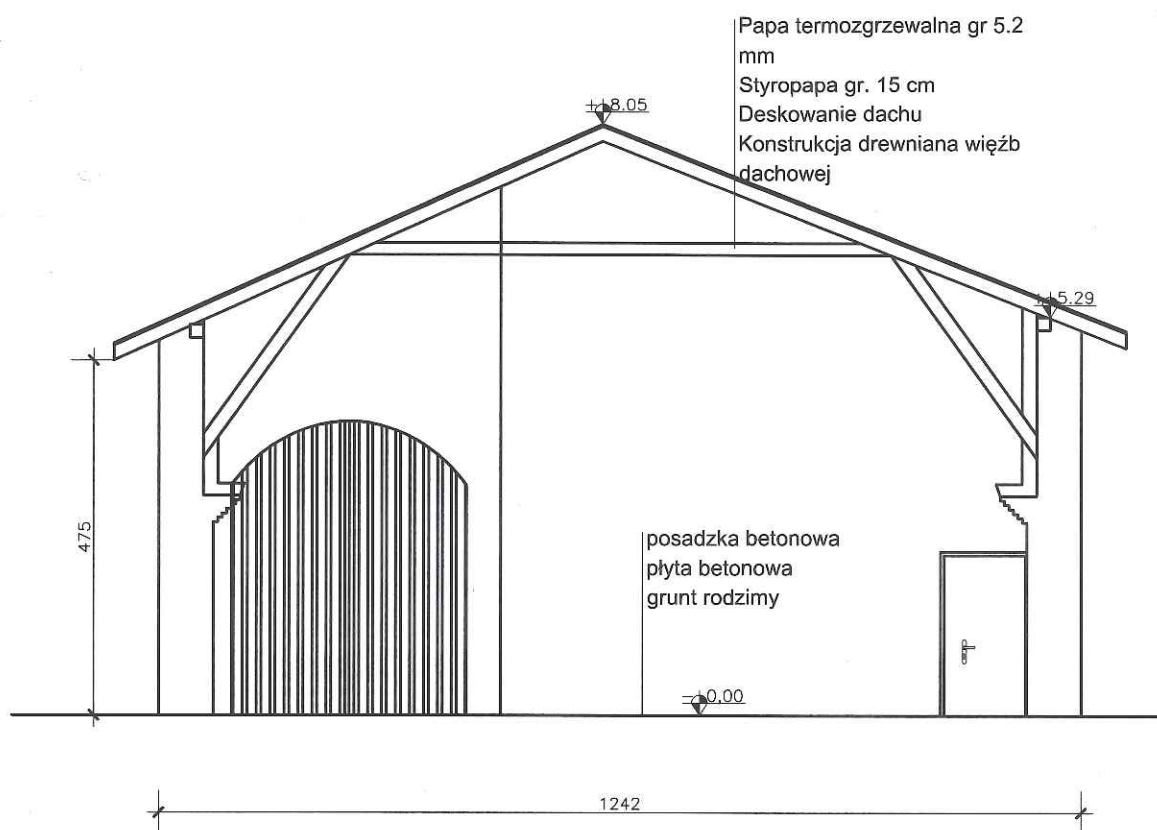 Papa termozgrzewalna gr 5.2
mm
Styropapa gr. 15 cm
Deskowanie dachu
Konstrukcja drewniana więźb
dachowej
+8.05
+5.29
475
posadzka betonowa
płyta betonowa
grunt rodzimy
0,00
1242